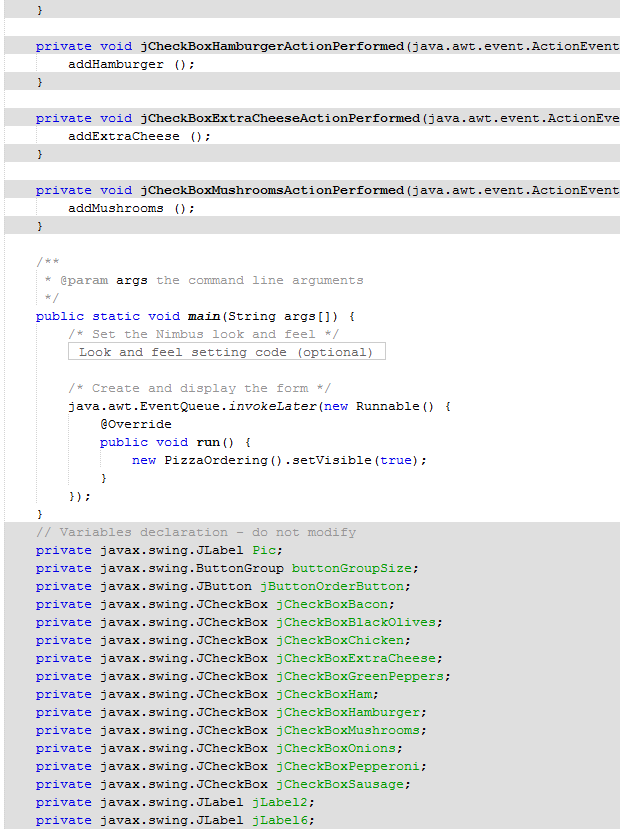 }
private void jCheckBoxHamburgerActionPerformed(java.awt.event.ActionEvent
addHamburger ();
}
private void jCheckBoxExtraCheeseActionPerformed(java.awt.event.ActionEve
addExtraCheese ();
}
private void jCheckBoxMushroomsActionPerformed(java.awt.event.ActionEvent
addMushrooms ();
}
/**
* @param args the command line arguments
*/
public static void main(String args[]) {
/* Set the Nimbus look and feel */
Look and feel setting code (optional)
/* Create and display the form */
java.awt.EventQueue.invokeLater(new Runnable() {
@Override
public void run() {
new PizzaOrdering().setVisible(true);
}
});
}
// Variables declaration - do not modify
private javax.swing.JLabel Pic;
private javax.swing.ButtonGroup buttonGroupSize;
private javax.swing.JButton jButtonOrderButton;
private javax.swing.JCheckBox jCheckBoxBacon;
private javax.swing.JCheckBox jCheckBoxBlackOlives;
private javax.swing.JCheckBox jCheckBoxChicken;
private javax.swing.JCheckBox jCheckBoxExtraCheese;
private javax.swing.JCheckBox jCheckBoxGreenPeppers;
private javax.swing.JCheckBox jCheckBoxHam;
private javax.swing.JCheckBox jCheckBoxHamburger;
private javax.swing.JCheckBox jCheckBoxMushrooms;
private javax.swing.JCheckBox jCheckBoxOnions;
private javax.swing.JCheckBox jCheckBoxPepperoni;
private javax.swing.JCheckBox jCheckBoxSausage;
private javax.swing.JLabel jLabel2;
private javax.swing.JLabel jLabel6;